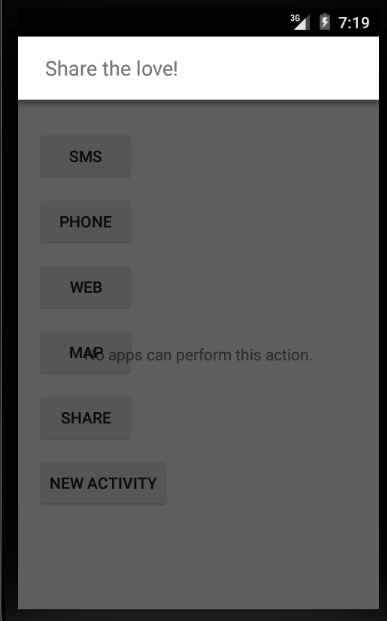 3G 7:19
Share the love!
SMS
PHONE
WEB
MAP
No apps can perform this action.
SHARE
NEW ACTIVITY